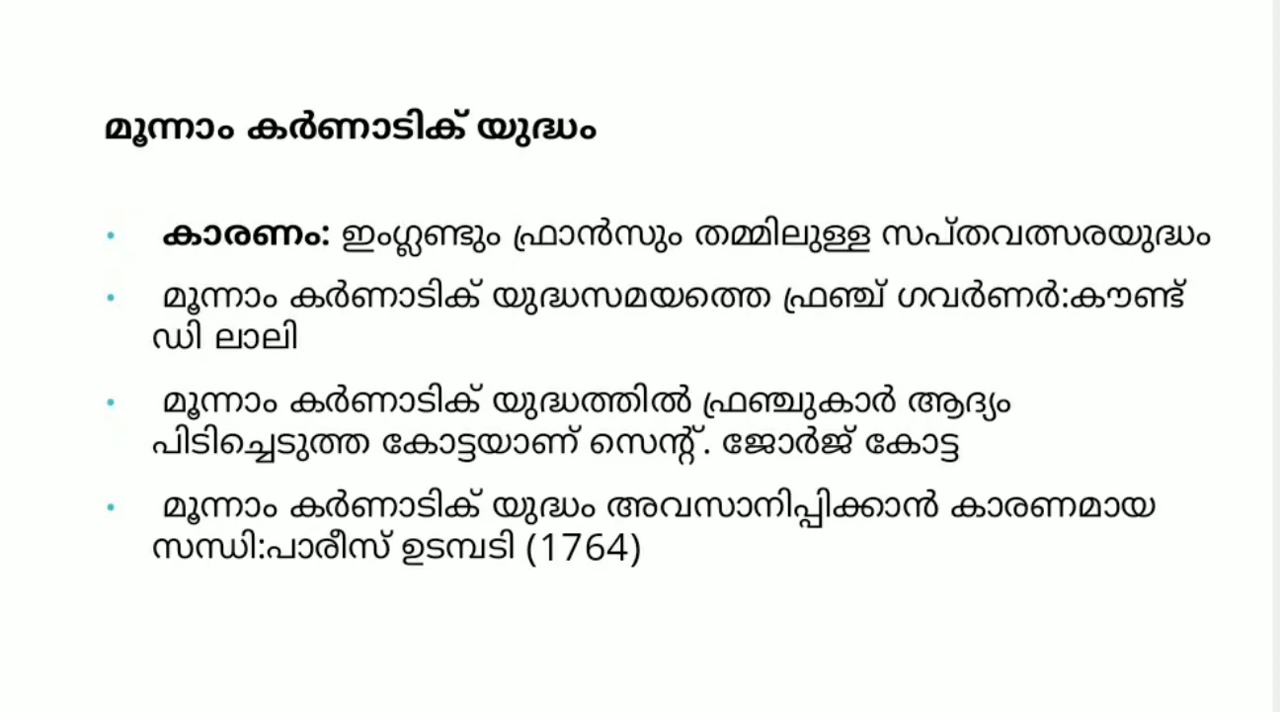 മൂന്നാം കർണാടിക് യുദ്ധം
• കാരണം: ഇംഗ്ലണ്ടും ഫ്രാൻസും തമ്മിലുള്ള സപ്തവത്സരയുദ്ധം
• മൂന്നാം കർണാടിക് യുദ്ധസമയത്തെ ഫ്രഞ്ച് ഗവർണർ:കൗണ്ട്
ഡി ലാലി
• മൂന്നാം കർണാടിക് യുദ്ധത്തിൽ ഫ്രഞ്ചുകാർ ആദ്യം
പിടിച്ചെടുത്ത കോട്ടയാണ് സെന്റ്. ജോർജ് കോട്ട
• മൂന്നാം കർണാടിക് യുദ്ധം അവസാനിപ്പിക്കാൻ കാരണമായ
സന്ധി:പാരീസ് ഉടമ്പടി (1764)